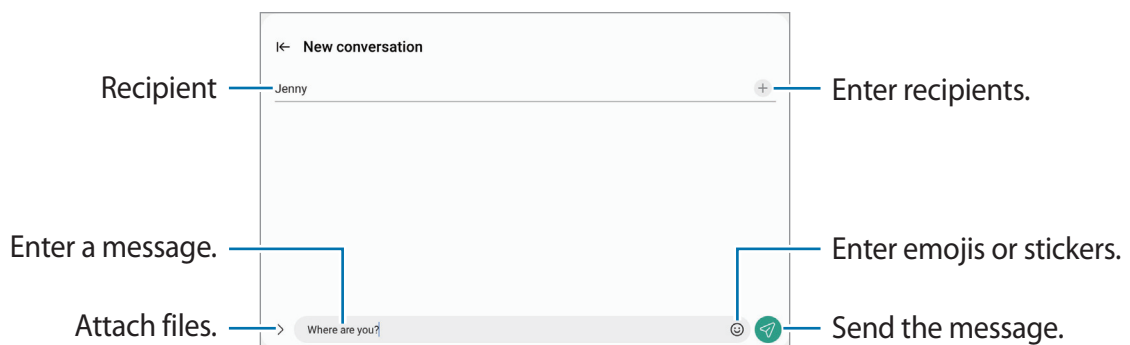 New conversation
Recipient
Jenny
Enter recipients.
Enter a message.
Enter emojis or stickers.
Attach files.
Where are you?
Send the message.